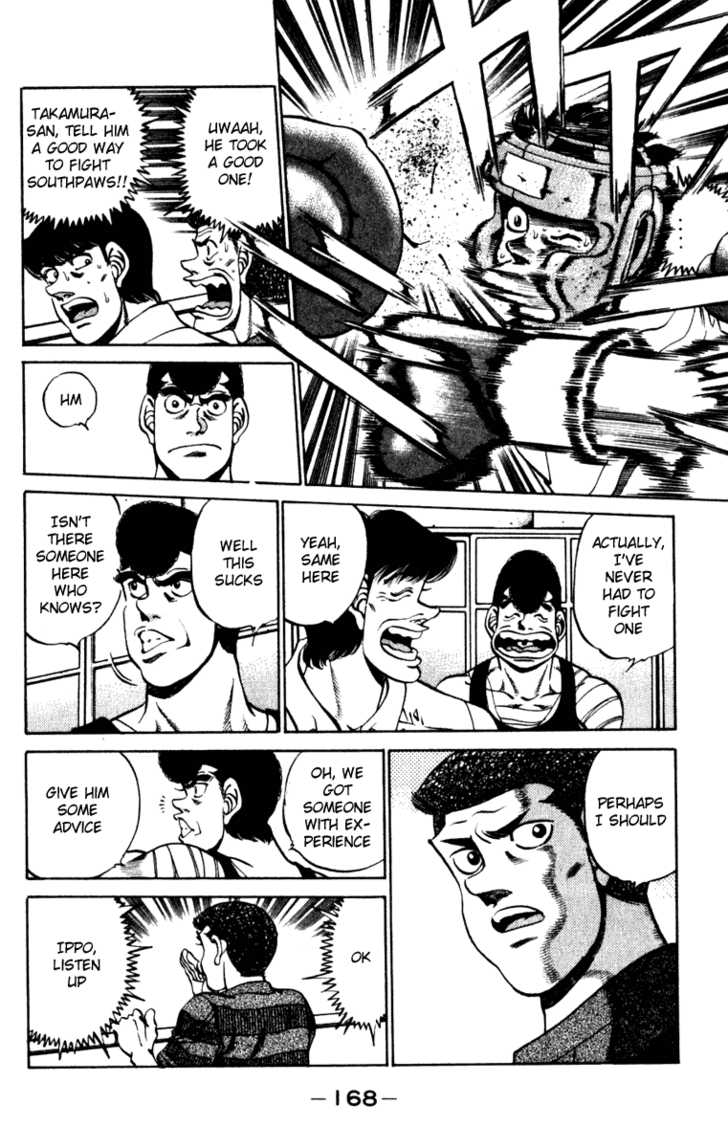 UWAAH,
HE TOOK
A GOOD
ONE!
TAKAMURA-
SAN, TELL HIM
A GOOD WAY
TO FIGHT
SOUTHPAWS!!
HM
ACTUALLY,
I'VE
NEVER
HAD TO
FIGHT
ONE
YEAH,
SAME
HERE
WELL
THIS
SUCKS
ISN'T
THERE
SOMEONE
HERE
WHO
KNOWS?
PERHAPS
I SHOULD
OH, WE
GOT
SOMEONE
WITH EX-
PERIENCE
GIVE HIM
SOME
ADVICE
OK
IPPO,
LISTEN
UP
-168-